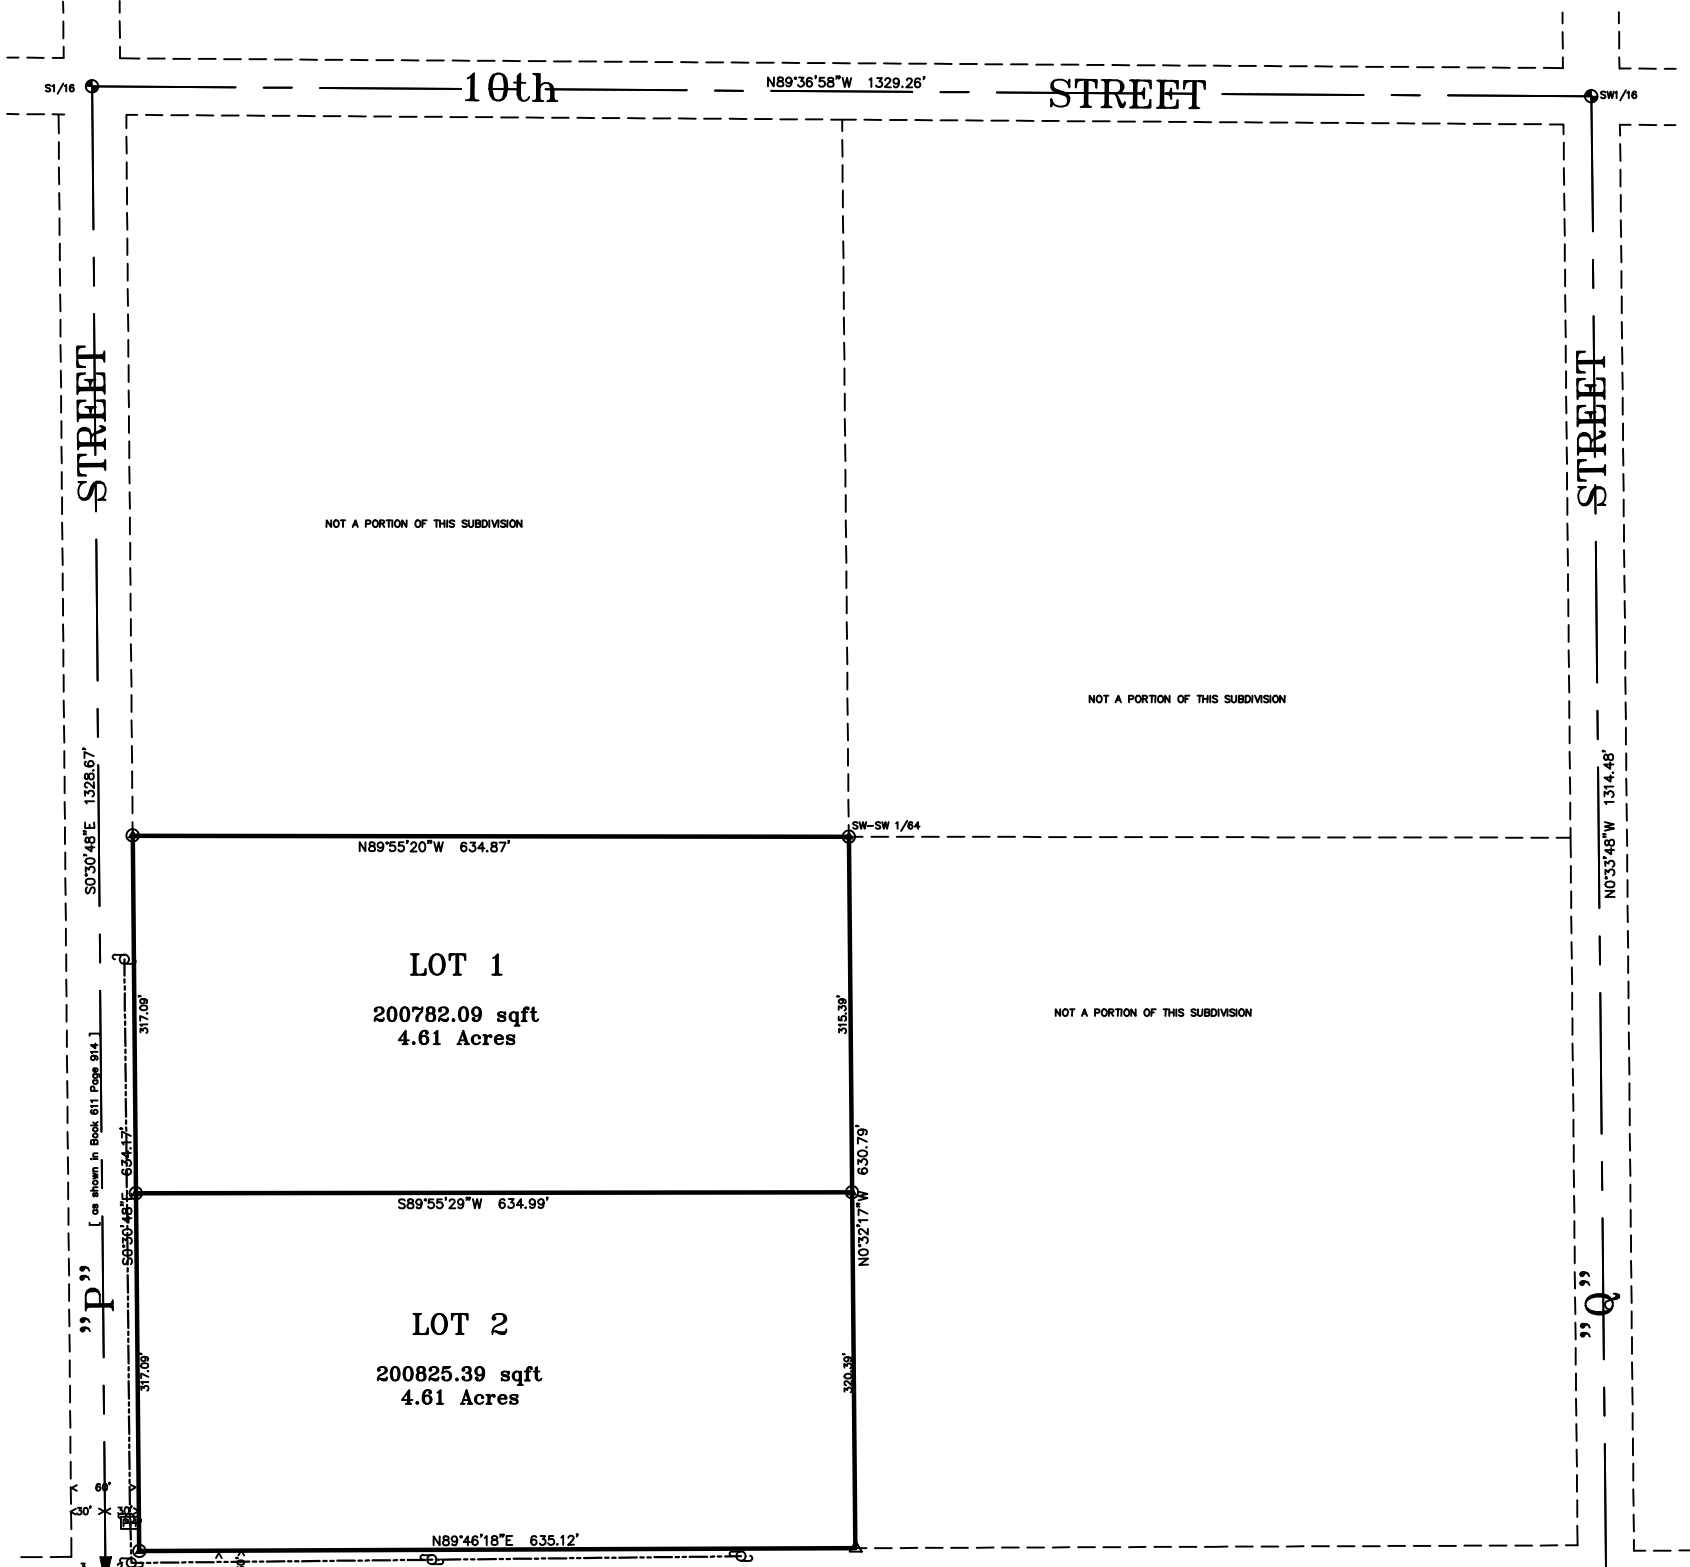 10th STREET
N89°36'58"W 1329.26'
S1/16
SW1/16
STREET
STREET
NOT A PORTION OF THIS SUBDIVISION
NOT A PORTION OF THIS SUBDIVISION
S0°30'48"E 1328.67'
N0°33'48"W 1314.48'
SW-SW 1/64
N89°55'20"W 634.87'
LOT 1
200782.09 sqft
4.61 Acres
317.09'
315.39'
NOT A PORTION OF THIS SUBDIVISION
[ as shown in Book 611 Page 914 ]
S0°30'48"E 634.17'
N0°32'17"W 630.79'
S89°55'29"W 634.99'
"P"
"Q"
LOT 2
200825.39 sqft
4.61 Acres
317.09'
320.39'
60'
30' 30'
N89°46'18"E 635.12'